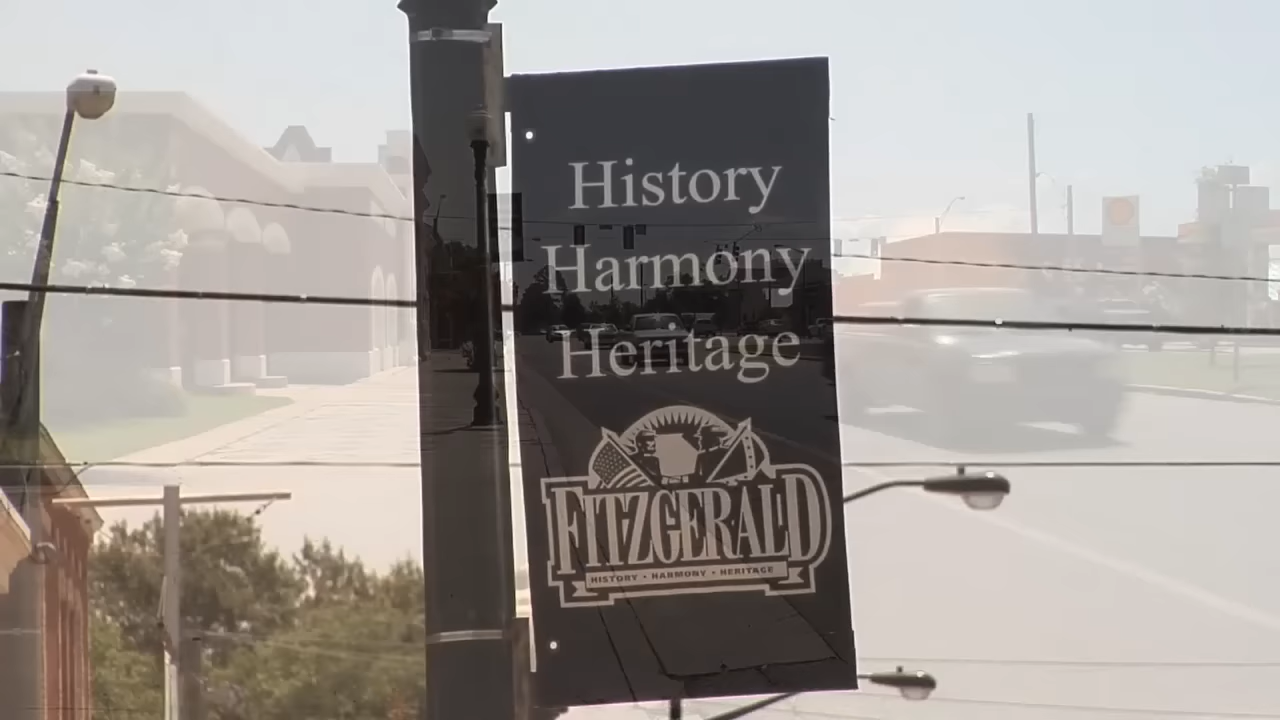 History
Harmony
Heritage
FITZGERALD
HISTORY • HARMONY • HERITAGE